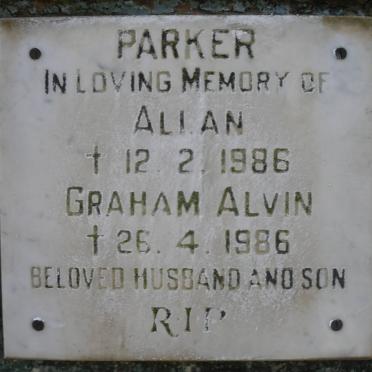 PARKER
IN LOVING MEMORY OF
ALLAN
† 12. 2. 1986
GRAHAM ALVIN
† 26. 4. 1986
BELOVED HUSBAND AND SON
RIP